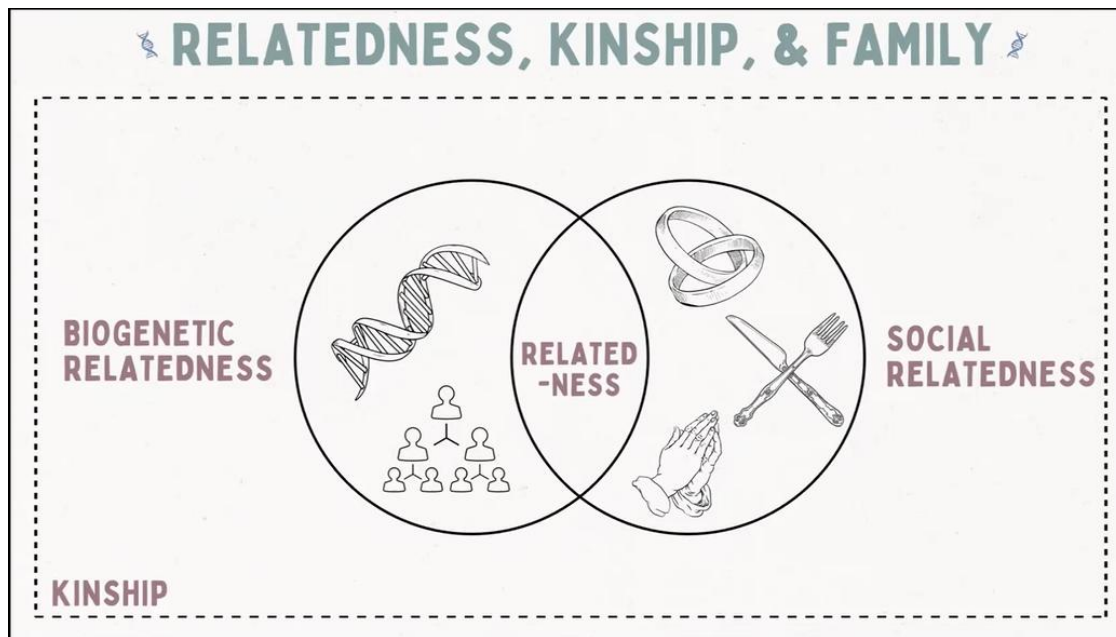 RELATEDNESS, KINSHIP, & FAMILY
BIOGENETIC
RELATEDNESS
RELATED
-NESS
SOCIAL
RELATEDNESS
KINSHIP